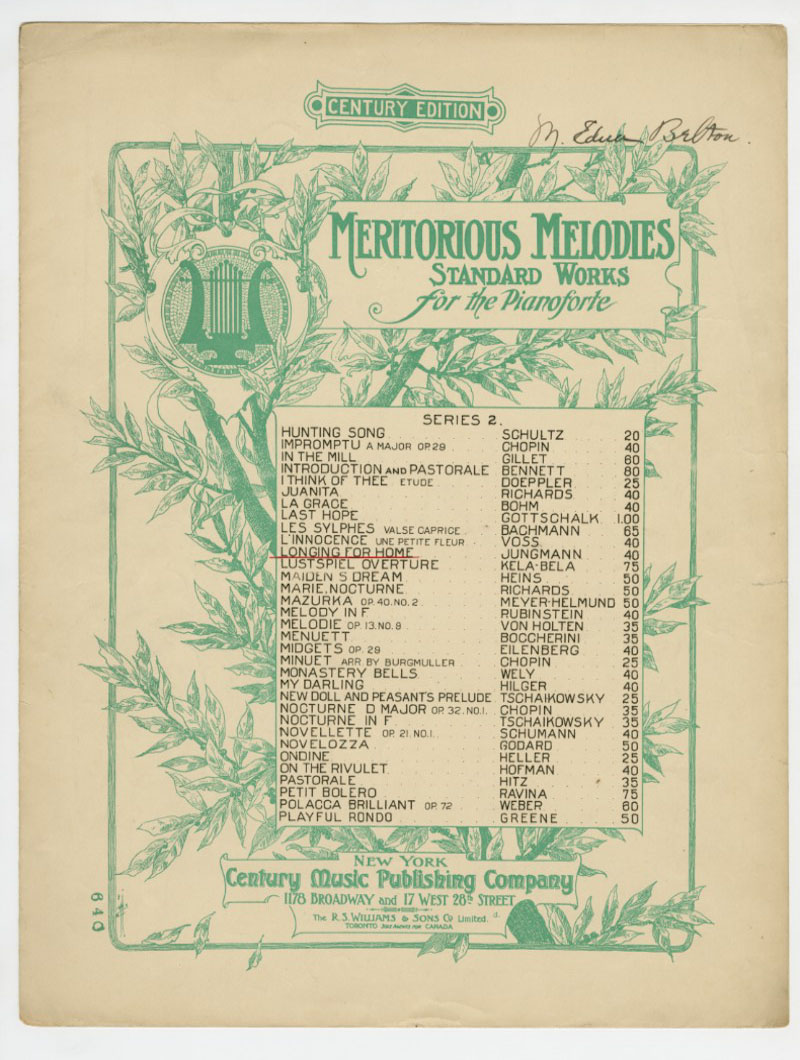 CENTURY EDITION
M. Edna Belton.
MERITORIOUS MELODIES
STANDARD WORKS
for the Pianoforte
SERIES 2.
HUNTING SONG SCHULTZ 20
IMPROMPTU A MAJOR OP. 29 CHOPIN 40
IN THE MILL GILLET 60
INTRODUCTION AND PASTORALE BENNETT 80
I THINK OF THEE ETUDE DOEPPLER 25
JUANITA RICHARDS 40
LA GRACE BOHM 40
LAST HOPE GOTTSCHALK 1.00
LES SYLPHES VALSE CAPRICE BACHMANN 65
L'INNOCENCE UNE PETITE FLEUR VOSS 40
LONGING FOR HOME JUNGMANN 40
LUSTSPIEL OVERTURE KELA-BELA 75
MAIDEN S DREAM HEINS 50
MARIE, NOCTURNE RICHARDS 50
MAZURKA OP. 40. NO. 2 MEYER-HELMUND 50
MELODY IN F RUBINSTEIN 40
MELODIE OP. 13. NO. 8 VON HOLTEN 35
MENUETT BOCCHERINI 35
MIDGETS OP. 29 EILENBERG 40
MINUET ARR. BY BURGMULLER CHOPIN 25
MONASTERY BELLS WELY 40
MY DARLING HILGER 40
NEW DOLL AND PEASANTS PRELUDE TSCHAIKOWSKY 25
NOCTURNE D MAJOR OP. 32. NO. 1. CHOPIN 35
NOCTURNE IN F TSCHAIKOWSKY 35
NOVELLETTE OP. 21. NO. 1. SCHUMANN 40
NOVELOZZA GODARD 50
ONDINE HELLER 25
ON THE RIVULET HOFMAN 40
PASTORALE HITZ 35
PETIT BOLERO RAVINA 75
POLACCA BRILLIANT OP. 72 WEBER 60
PLAYFUL RONDO GREENE 50
NEW YORK
Century Music Publishing Company
1178 BROADWAY and 17 WEST 28th STREET
The R.S. WILLIAMS & SONS Co Limited.
TORONTO SOLE AGENTS FOR CANADA
640